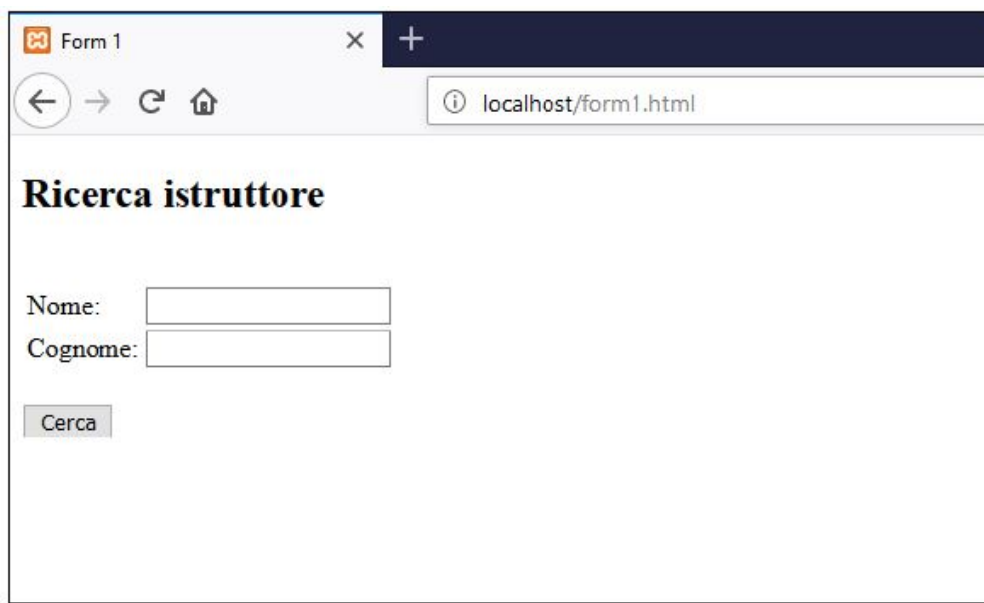 Form 1
localhost/form1.html
Ricerca istruttore
Nome:
Cognome:
Cerca